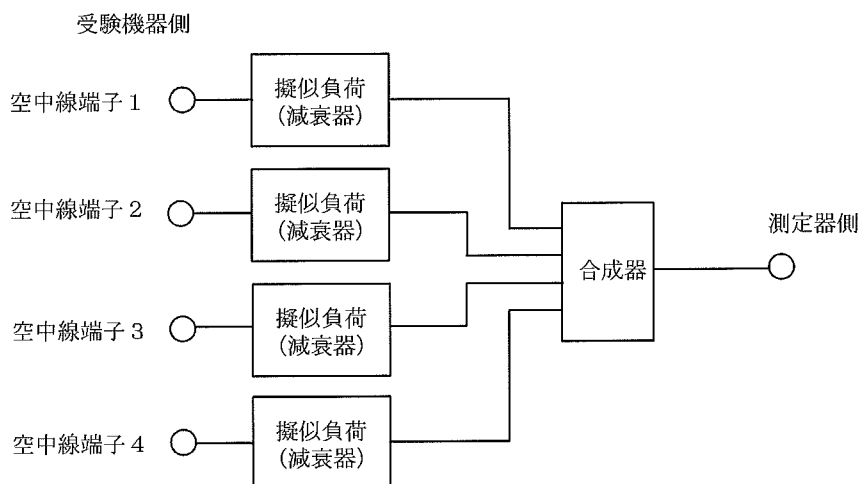 受験機器側
空中線端子1
擬似負荷
(減衰器)
空中線端子2
擬似負荷
(減衰器)
測定器側
合成器
空中線端子3
擬似負荷
(減衰器)
空中線端子4
擬似負荷
(減衰器)